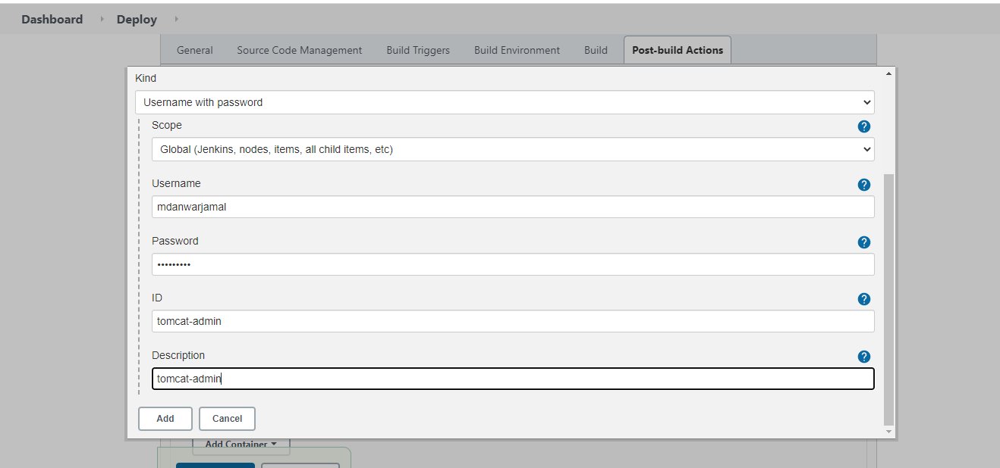 Dashboard Deploy
General Source Code Management Build Triggers Build Environment Build Post-build Actions
Kind
Username with password
Scope
?
Global (Jenkins, nodes, items, all child items, etc)
Username
?
mdanwarjamal
Password
?
•••••••••
ID
?
tomcat-admin
Description
?
tomcat-admin
Add Cancel
Add Container